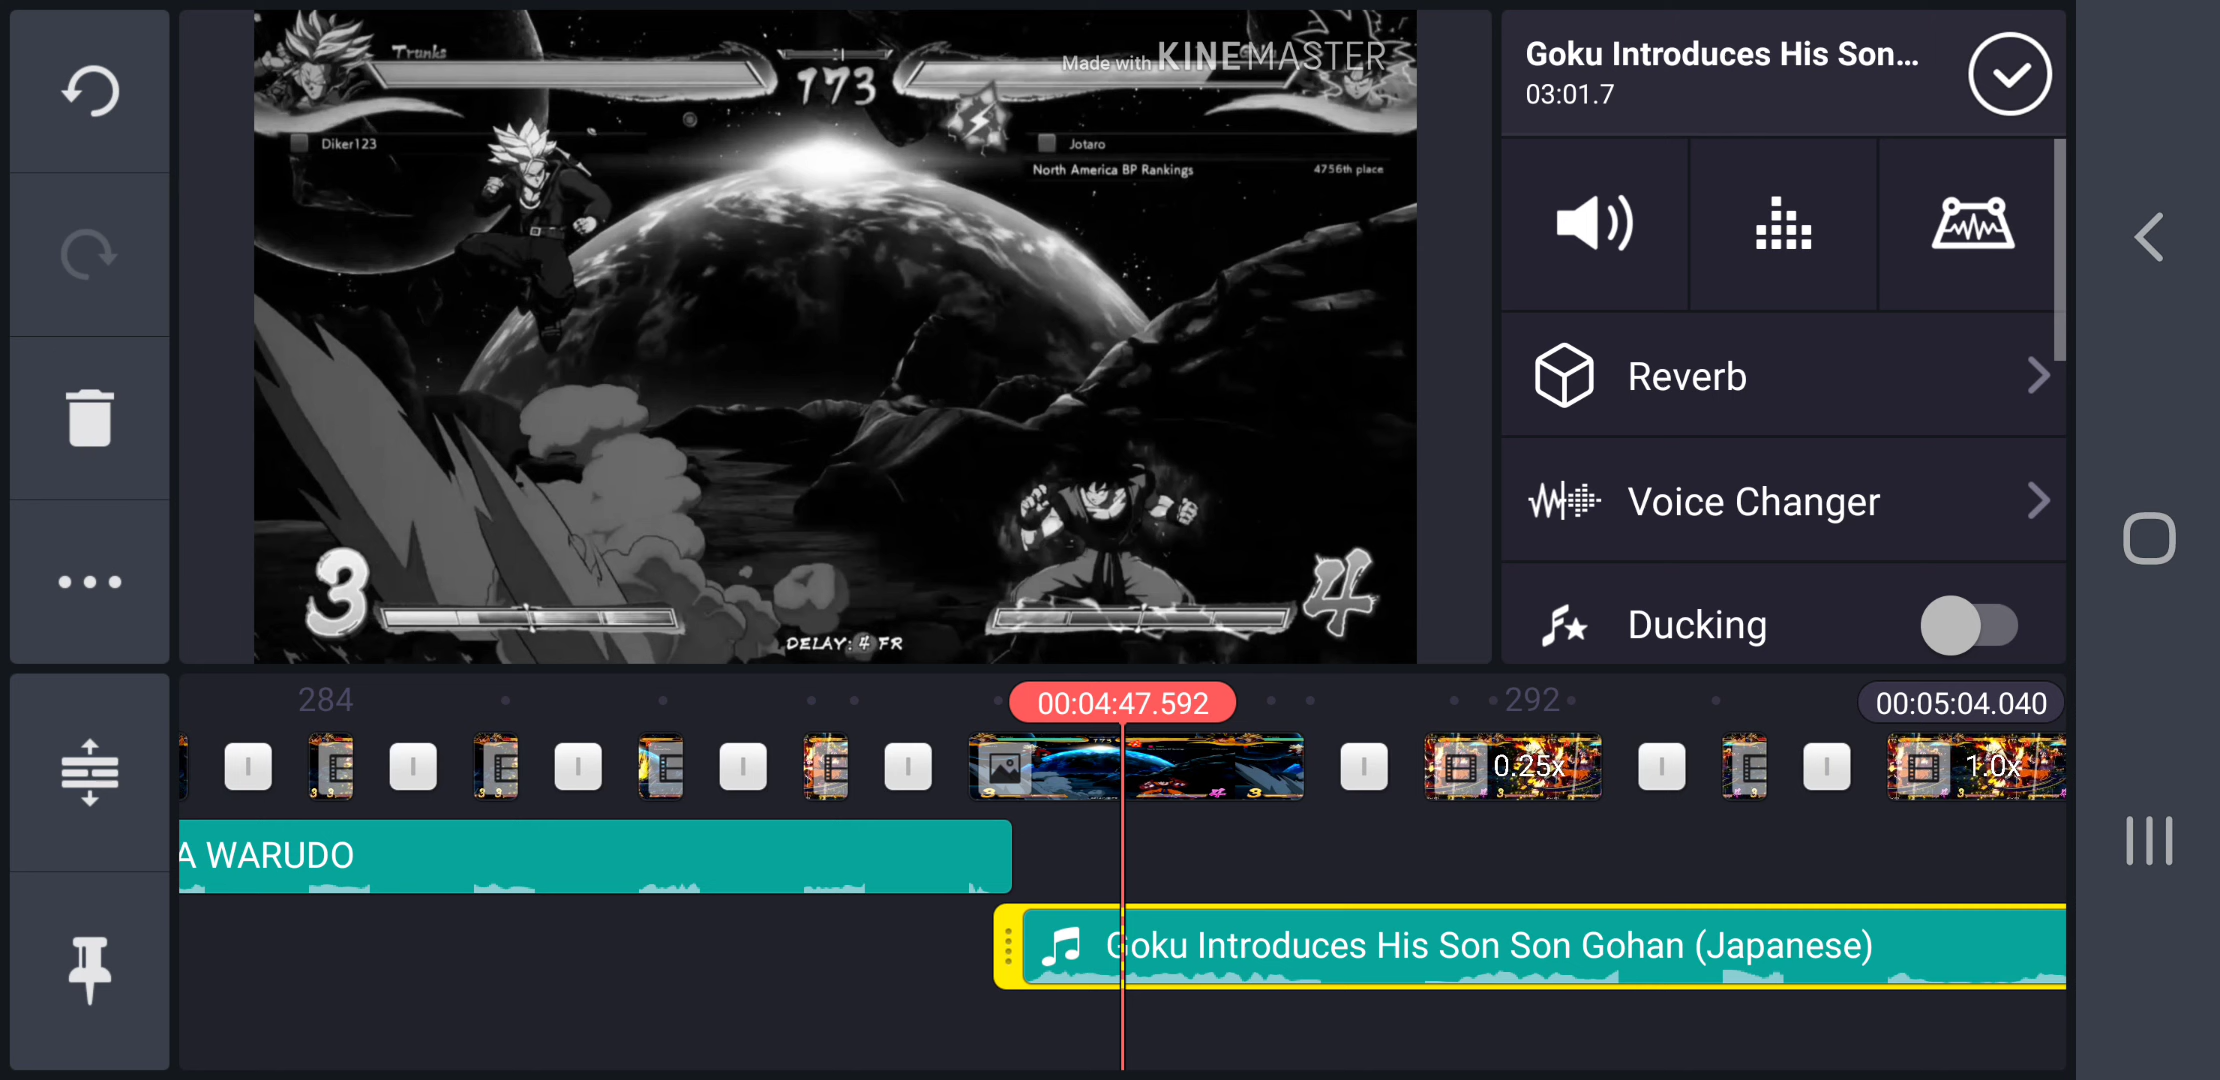 Trunks
173
Made with KINEMASTER
Diker123
Jotaro
North America BP Rankings
4756th place
3
4
DELAY: 4 FR
Goku Introduces His Son...
03:01.7
Reverb
Voice Changer
Ducking
284
00:04:47.592
292
00:05:04.040
0.25x
1.0x
A WARUDO
Goku Introduces His Son Son Gohan (Japanese)